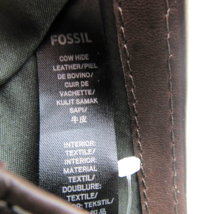 FOSSIL
COW HIDE
LEATHER/PIEL
DE BOVINO/
CUIR DE
VACHETTE/
KULIT SAMAK
SAPI/
牛皮
INTERIOR:
TEXTILE/
INTERIOR:
MATERIAL
TEXTIL/
DOUBLURE:
TEXTILE/
TEKSTIL/